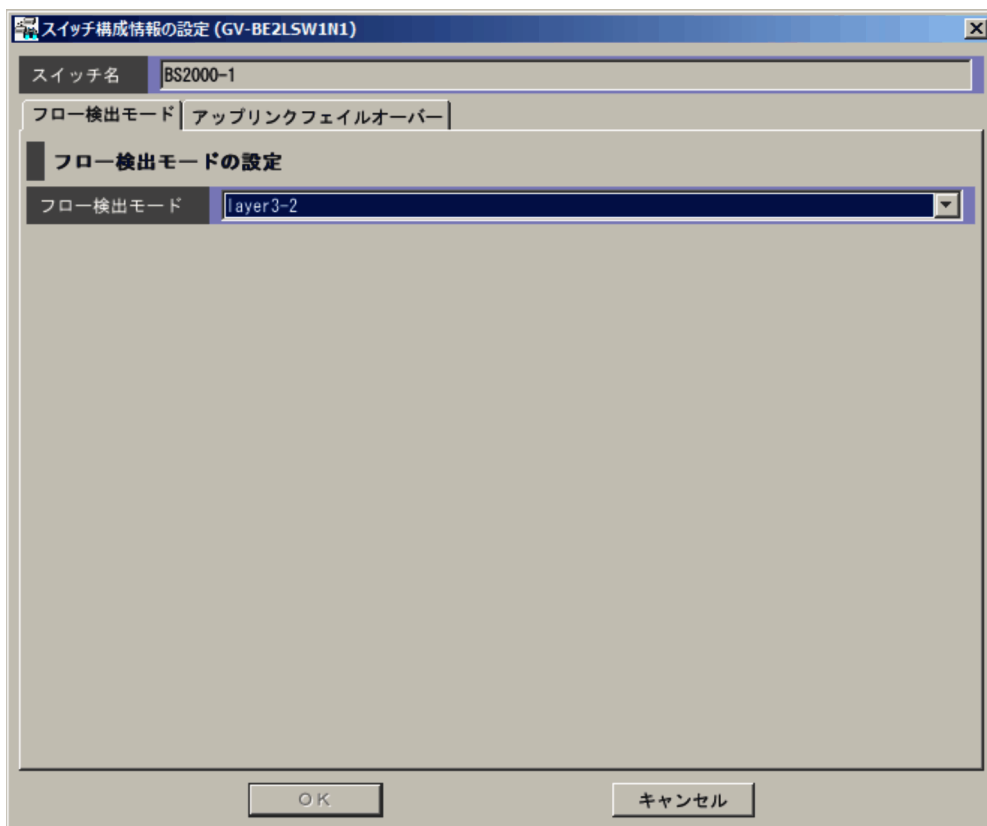 スイッチ構成情報の設定 (GV-BE2LSW1N1)
スイッチ名 BS2000-1
フロー検出モード アップリンクフェイルオーバー
フロー検出モードの設定
フロー検出モード layer3-2
OK キャンセル